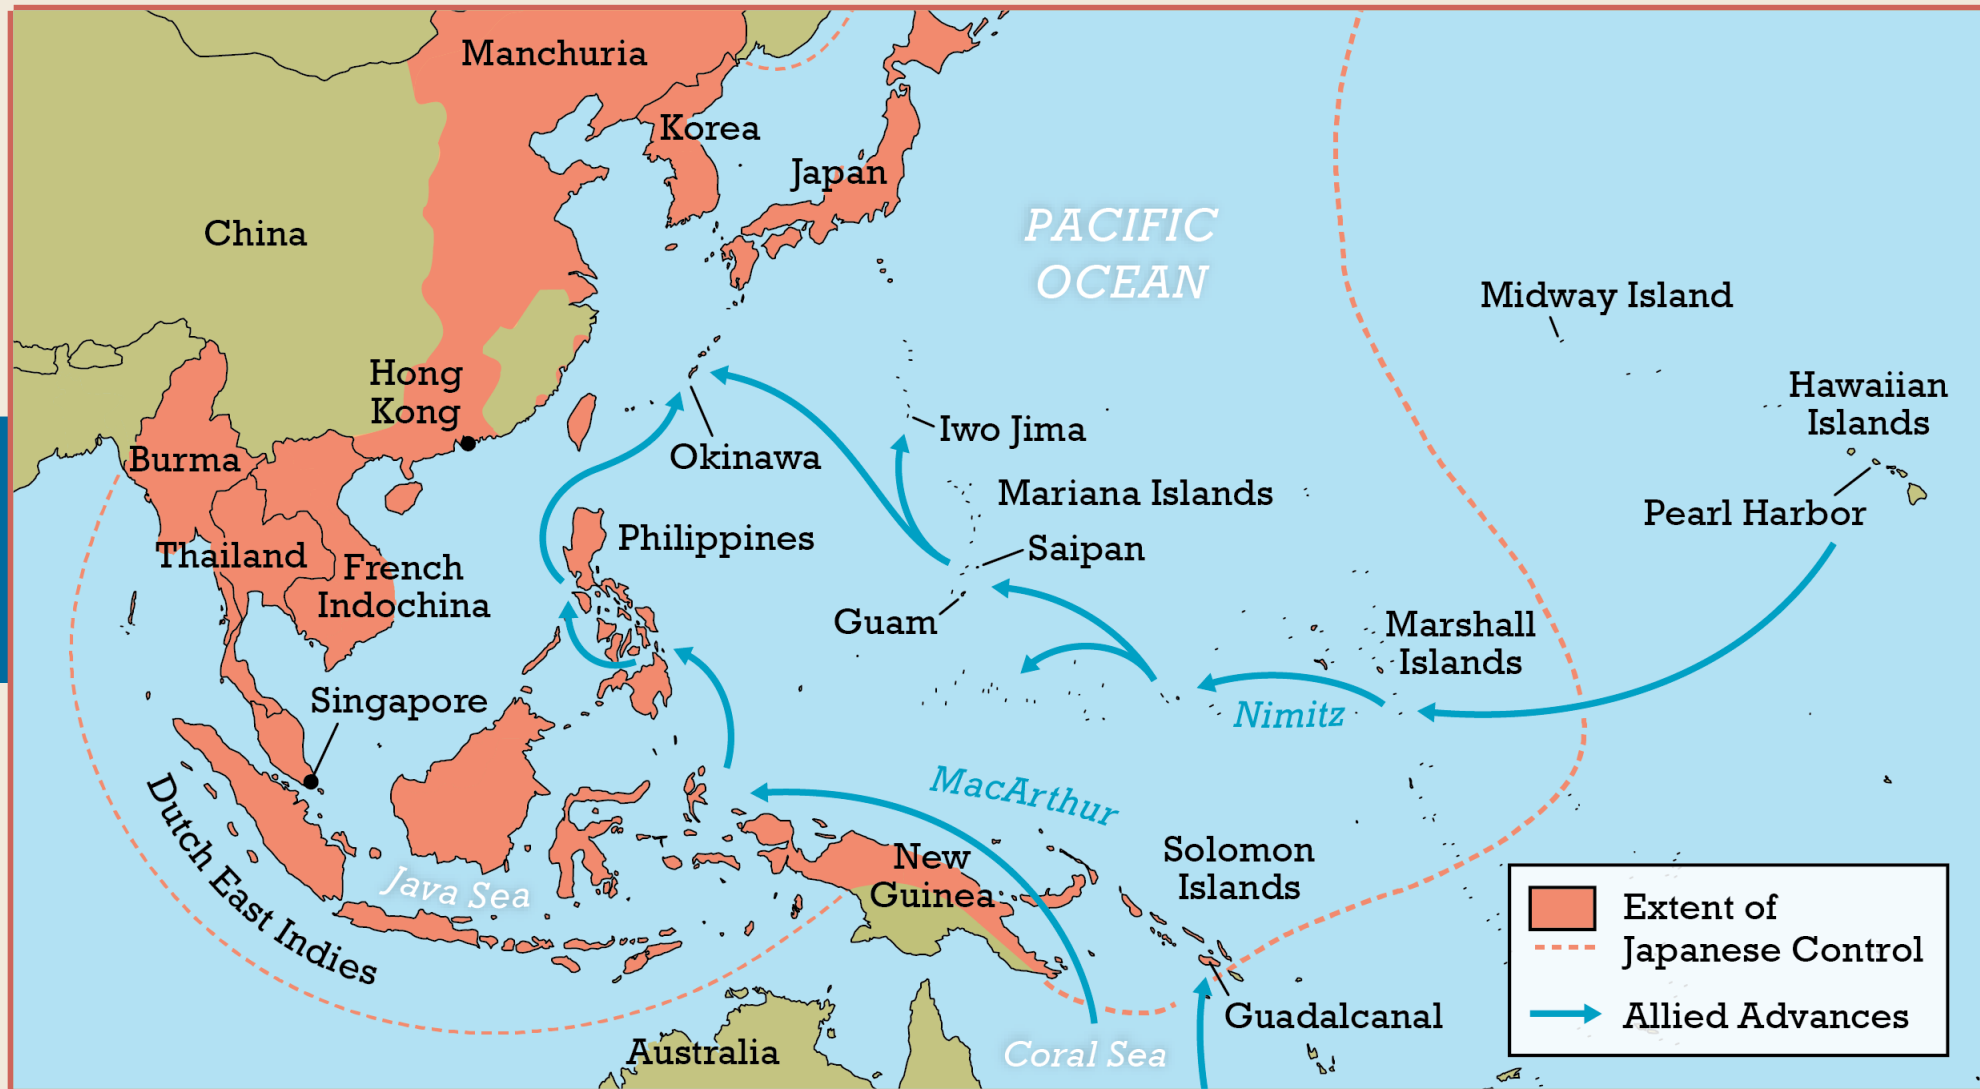 Manchuria
Korea
Japan
China
PACIFIC
OCEAN
Midway Island
Hong
Kong
Hawaiian
Islands
Iwo Jima
Okinawa
Burma
Mariana Islands
Pearl Harbor
Philippines
Saipan
Thailand
French
Indochina
Guam
Marshall
Islands
Singapore
Nimitz
MacArthur
Dutch East Indies
Java Sea
New
Guinea
Solomon
Islands
Guadalcanal
Australia
Coral Sea
Extent of
Japanese Control
Allied Advances